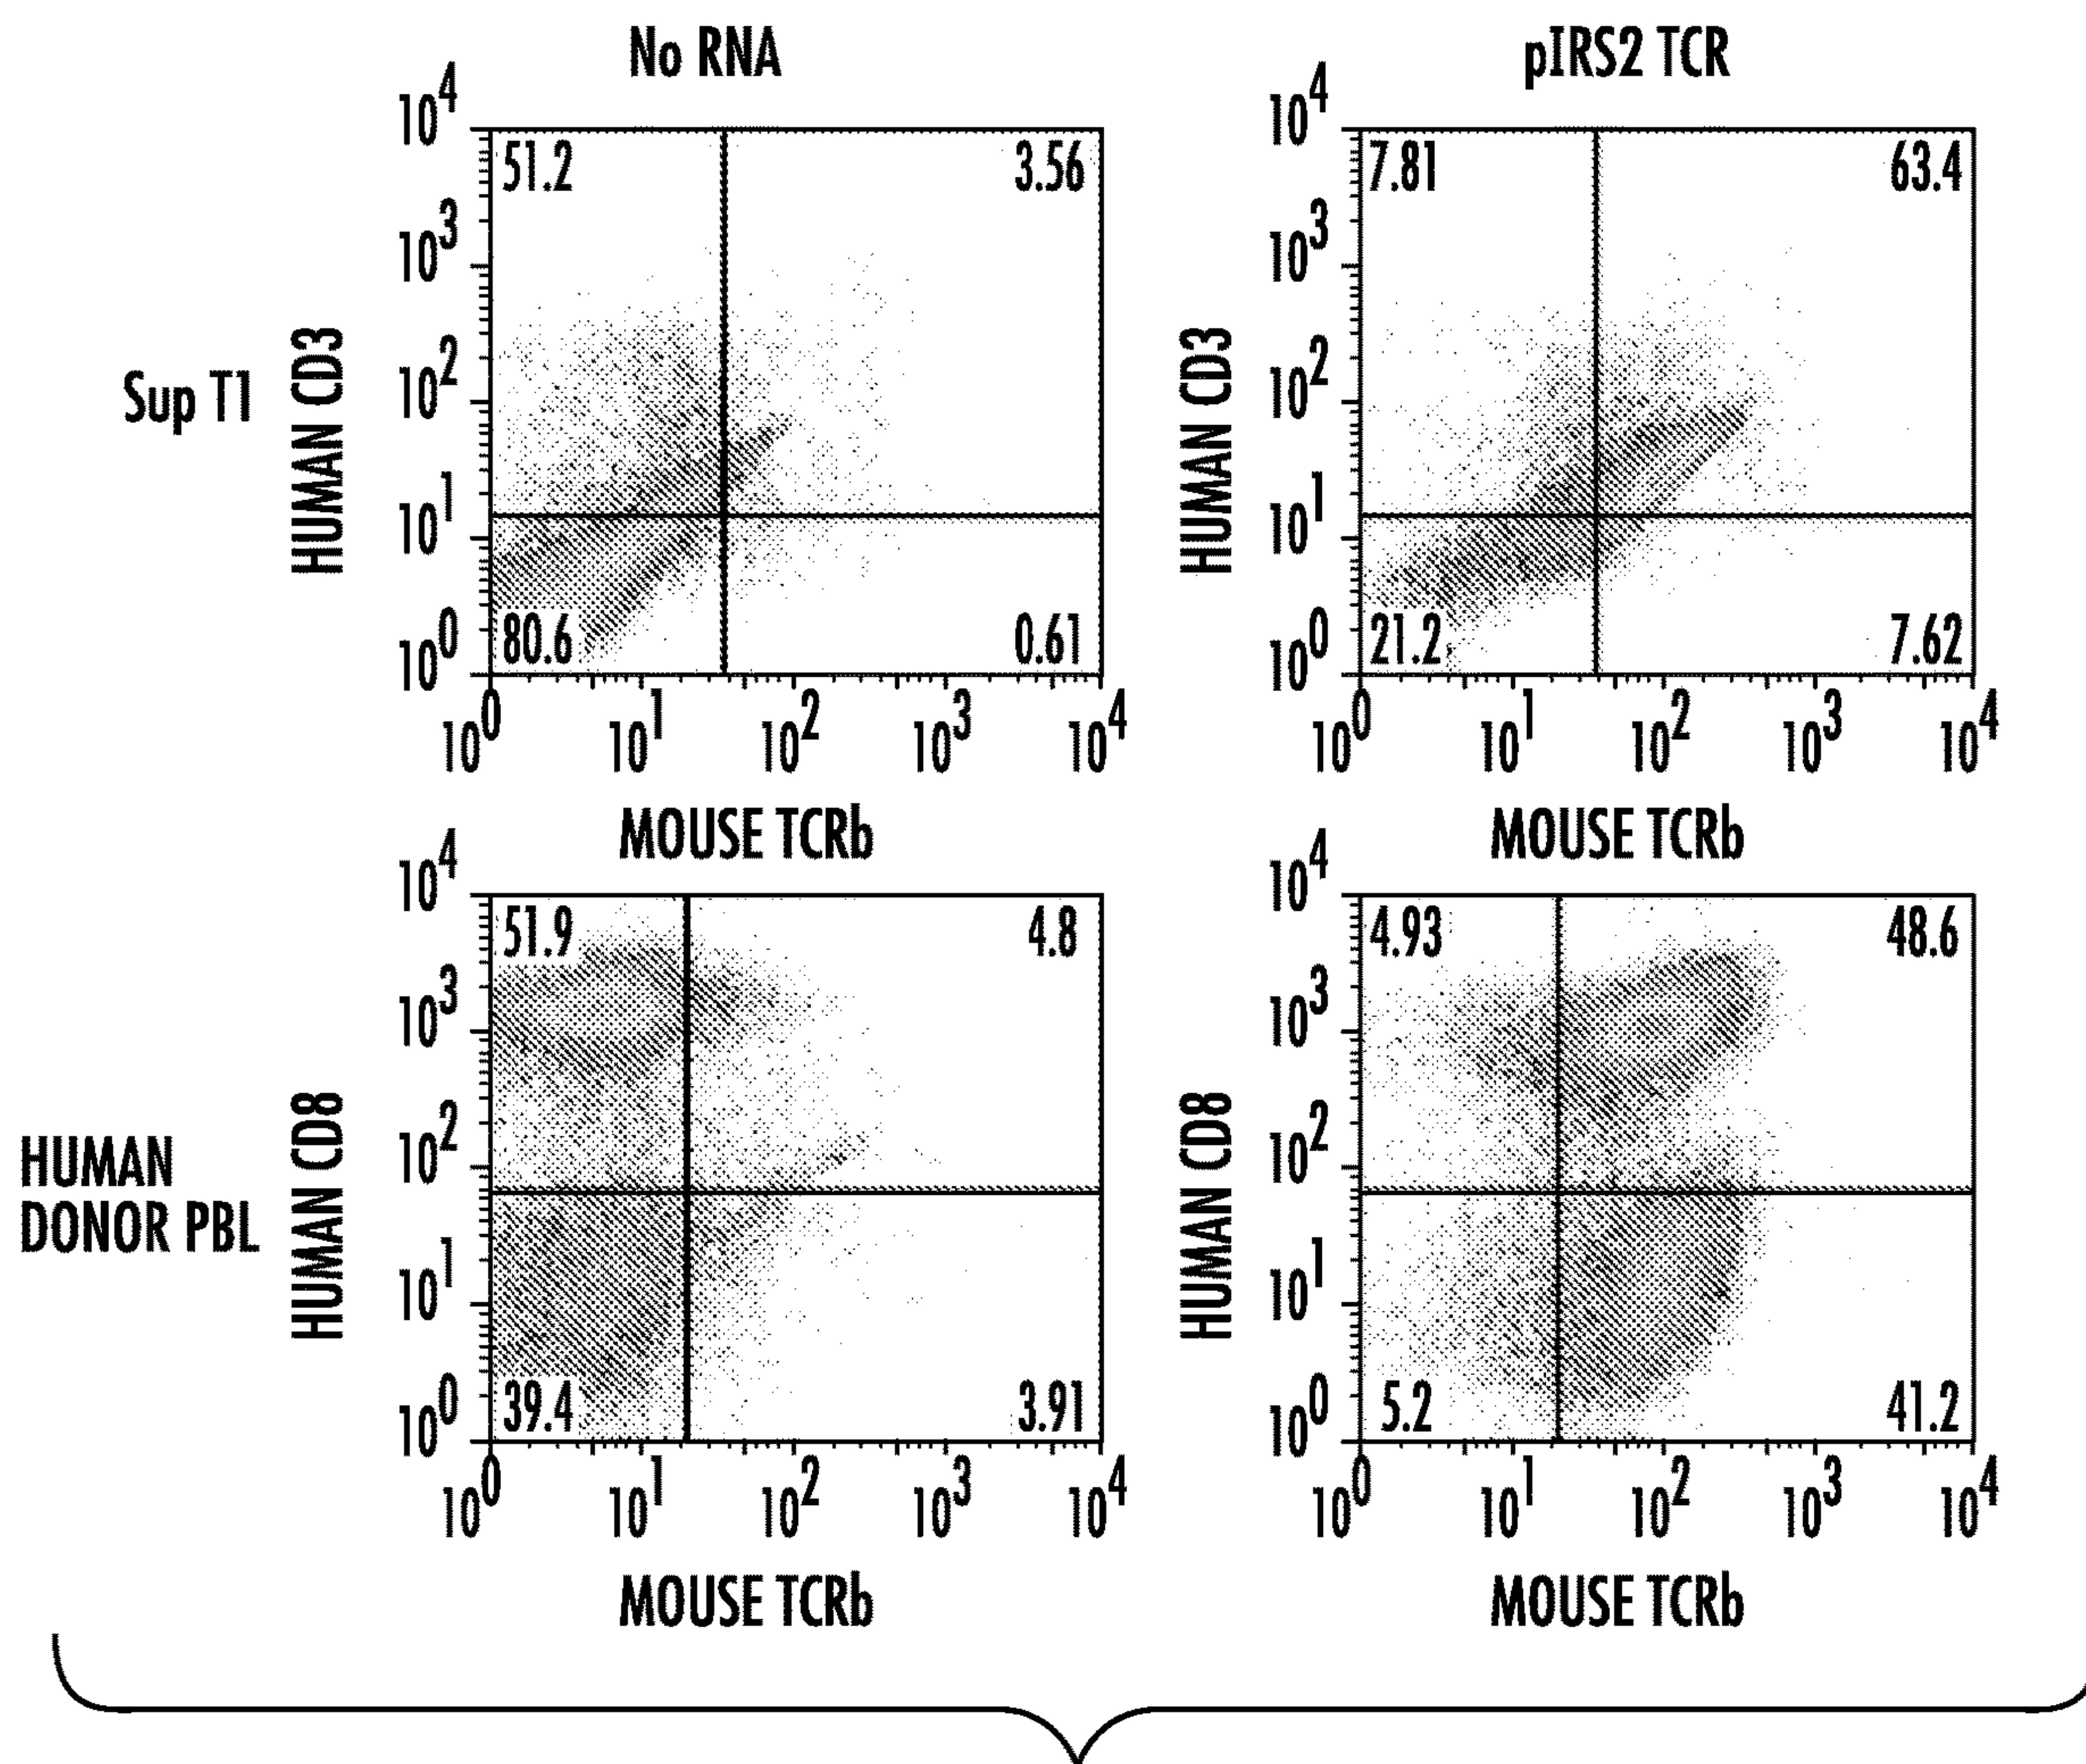 No RNA
pIRS2 TCR
Sup T1
HUMAN CD3
10^4
10^3
10^2
10^1
10^0
51.2
3.56
80.6
0.61
10^0 10^1 10^2 10^3 10^4
MOUSE TCRb
HUMAN CD3
10^4
10^3
10^2
10^1
10^0
7.81
63.4
21.2
7.62
10^0 10^1 10^2 10^3 10^4
MOUSE TCRb
HUMAN
DONOR PBL
HUMAN CD8
10^4
10^3
10^2
10^1
10^0
51.9
4.8
39.4
3.91
10^0 10^1 10^2 10^3 10^4
MOUSE TCRb
HUMAN CD8
10^4
10^3
10^2
10^1
10^0
4.93
48.6
5.2
41.2
10^0 10^1 10^2 10^3 10^4
MOUSE TCRb